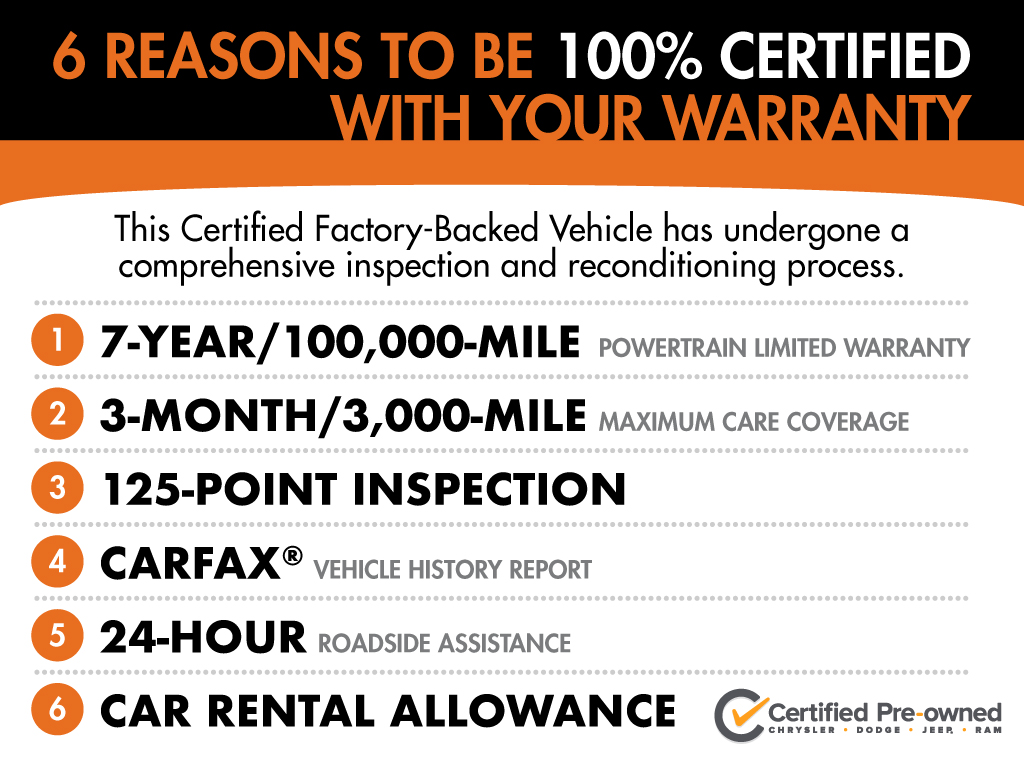 6 REASONS TO BE 100% CERTIFIED
WITH YOUR WARRANTY
This Certified Factory-Backed Vehicle has undergone a
comprehensive inspection and reconditioning process.
1 7-YEAR/100,000-MILE POWERTRAIN LIMITED WARRANTY
2 3-MONTH/3,000-MILE MAXIMUM CARE COVERAGE
3 125-POINT INSPECTION
4 CARFAX® VEHICLE HISTORY REPORT
5 24-HOUR ROADSIDE ASSISTANCE
6 CAR RENTAL ALLOWANCE
Certified Pre-owned
CHRYSLER • DODGE • JEEP® • RAM